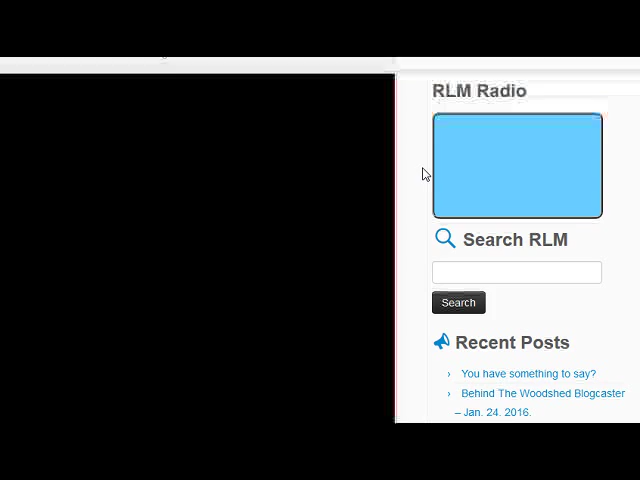 RLM Radio
Search RLM
Search
Recent Posts
› You have something to say?
› Behind The Woodshed Blogcaster
– Jan. 24. 2016.